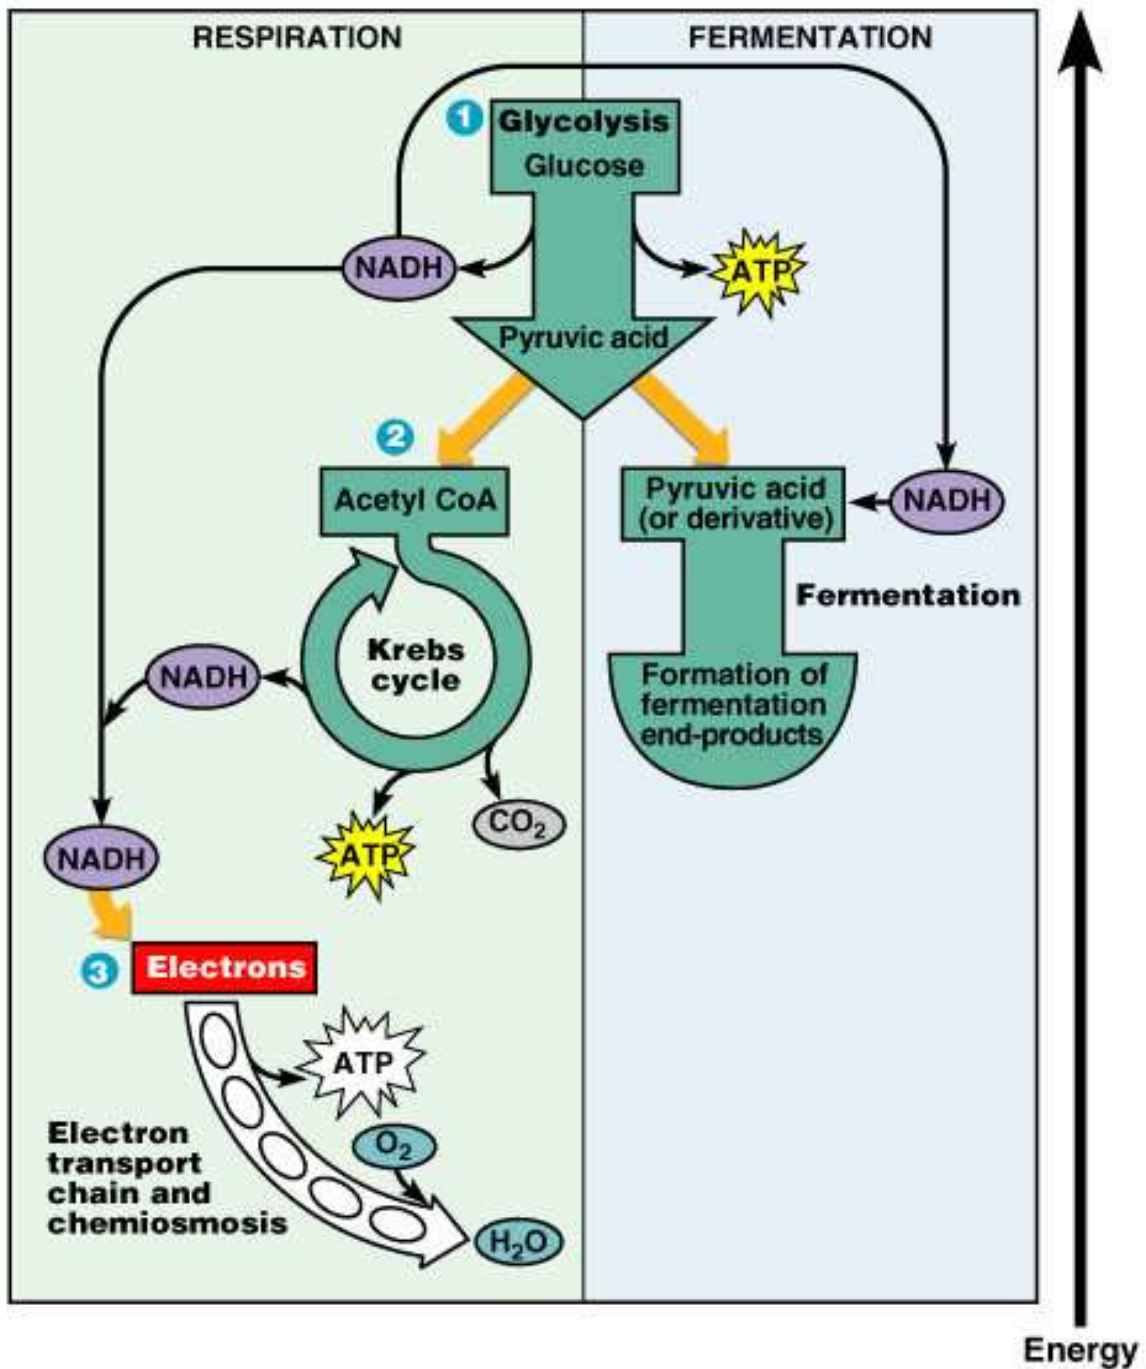 RESPIRATION
FERMENTATION
1
Glycolysis
Glucose
NADH
ATP
Pyruvic acid
2
Acetyl CoA
Pyruvic acid
(or derivative)
NADH
Fermentation
Krebs
cycle
NADH
Formation of
fermentation
end-products
CO₂
ATP
NADH
3
Electrons
ATP
Electron
transport
chain and
chemiosmosis
O₂
H₂O
Energy